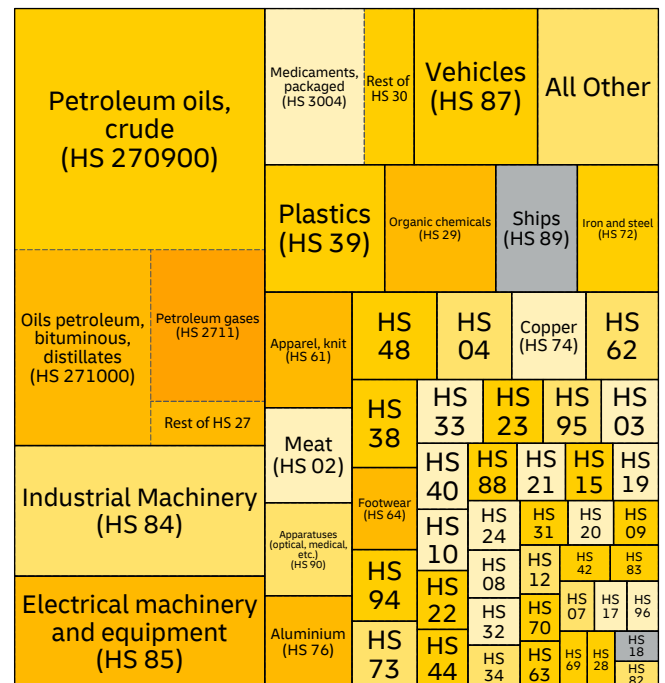 Petroleum oils,
crude
(HS 270900)
Oils petroleum,
bituminous,
distillates
(HS 271000)
Petroleum gases
(HS 2711)
Rest of HS 27
Industrial Machinery
(HS 84)
Electrical machinery
and equipment
(HS 85)
Medicaments,
packaged
(HS 3004)
Rest of
HS 30
Vehicles
(HS 87)
All Other
Plastics
(HS 39)
Organic chemicals
(HS 29)
Ships
(HS 89)
Iron and steel
(HS 72)
Apparel, knit
(HS 61)
Meat
(HS 02)
Apparatuses
(optical, medical,
etc.)
(HS 90)
Aluminium
(HS 76)
HS
48
HS
04
Copper
(HS 74)
HS
62
HS
38
Footwear
(HS 64)
HS
94
HS
73
HS
33
HS
23
HS
95
HS
03
HS
40
HS
88
HS
21
HS
15
HS
19
HS
10
HS
22
HS
44
HS
24
HS
08
HS
32
HS
34
HS
31
HS
20
HS
09
HS
12
HS
70
HS
63
HS
42
HS
83
HS
07
HS
17
HS
96
HS
69
HS
28
HS
18
HS
82